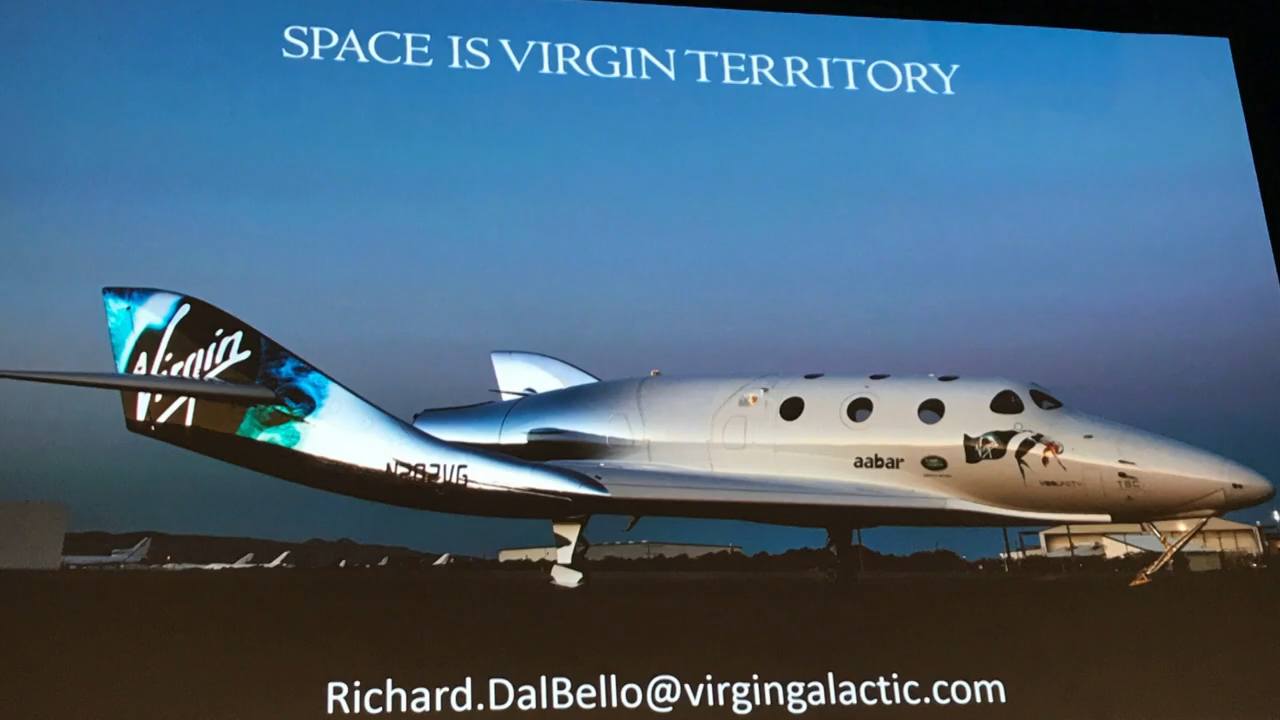 SPACE IS VIRGIN TERRITORY
Virgin
N202VG
aabar
Richard.DalBello@virgingalactic.com